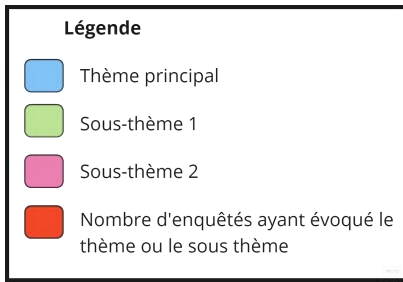 Légende
Thème principal
Sous-thème 1
Sous-thème 2
Nombre d'enquêtés ayant évoqué le
thème ou le sous thème